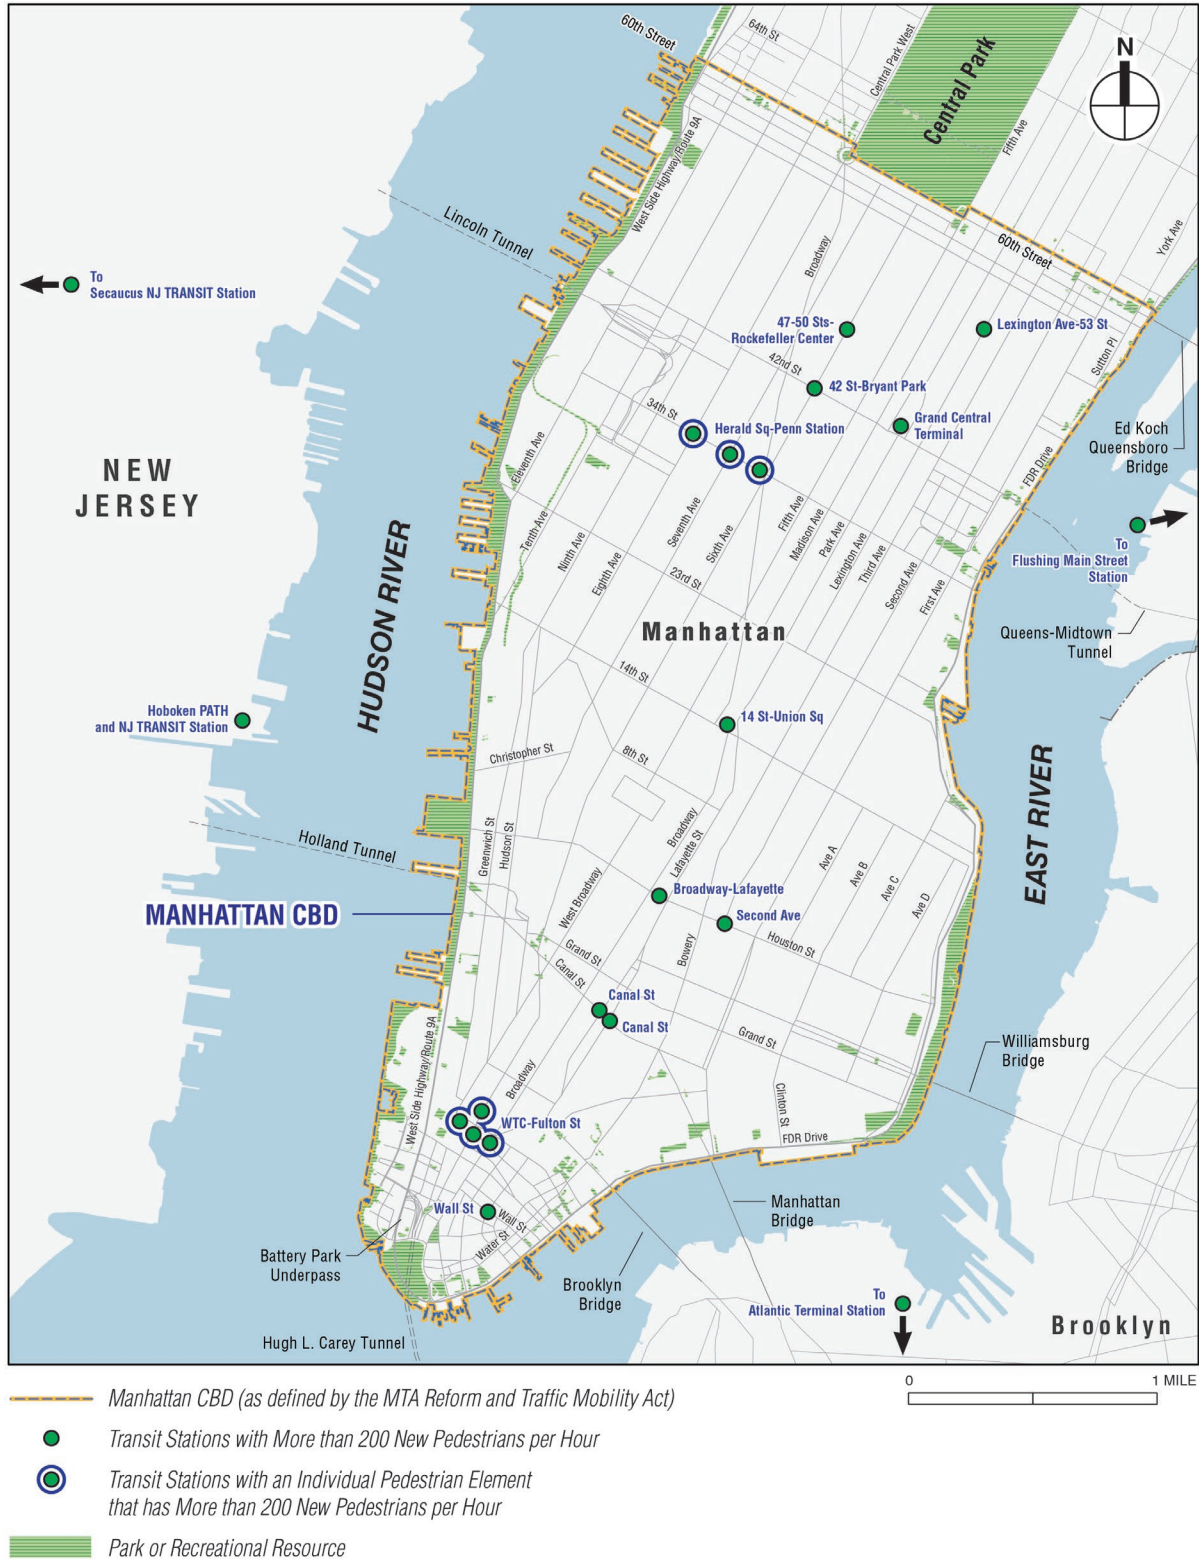 60th Street
64th St
Central Park West
Central Park
N
Fifth Ave
West Side Highway/Route 9A
Lincoln Tunnel
York Ave
60th Street
Broadway
To
Secaucus NJ TRANSIT Station
47-50 Sts-
Rockefeller Center
Lexington Ave-53 St
Sutton Pl
42nd St
42 St-Bryant Park
34th St
Herald Sq-Penn Station
Grand Central
Terminal
Ed Koch
Queensboro
Bridge
NEW
JERSEY
Eleventh Ave
FDR Drive
HUDSON RIVER
Tenth Ave
Ninth Ave
Eighth Ave
Seventh Ave
Sixth Ave
Fifth Ave
Madison Ave
Park Ave
Lexington Ave
Third Ave
Second Ave
First Ave
To
Flushing Main Street
Station
23rd St
Manhattan
Queens-Midtown
Tunnel
14th St
Hoboken PATH
and NJ TRANSIT Station
14 St-Union Sq
Christopher St
8th St
EAST RIVER
Holland Tunnel
Greenwich St
Hudson St
Broadway
Lafayette St
Ave A
Ave B
Ave C
Ave D
MANHATTAN CBD
West Broadway
Broadway-Lafayette
Second Ave
Houston St
Bowery
Grand St
Canal St
Canal St
Canal St
Grand St
Williamsburg
Bridge
West Side Highway/Route 9A
Broadway
Clinton St
WTC-Fulton St
FDR Drive
Wall St
Wall St
Water St
Manhattan
Bridge
Battery Park
Underpass
Brooklyn
Bridge
To
Atlantic Terminal Station
Brooklyn
Hugh L. Carey Tunnel
Manhattan CBD (as defined by the MTA Reform and Traffic Mobility Act)
0 1 MILE
Transit Stations with More than 200 New Pedestrians per Hour
Transit Stations with an Individual Pedestrian Element
that has More than 200 New Pedestrians per Hour
Park or Recreational Resource